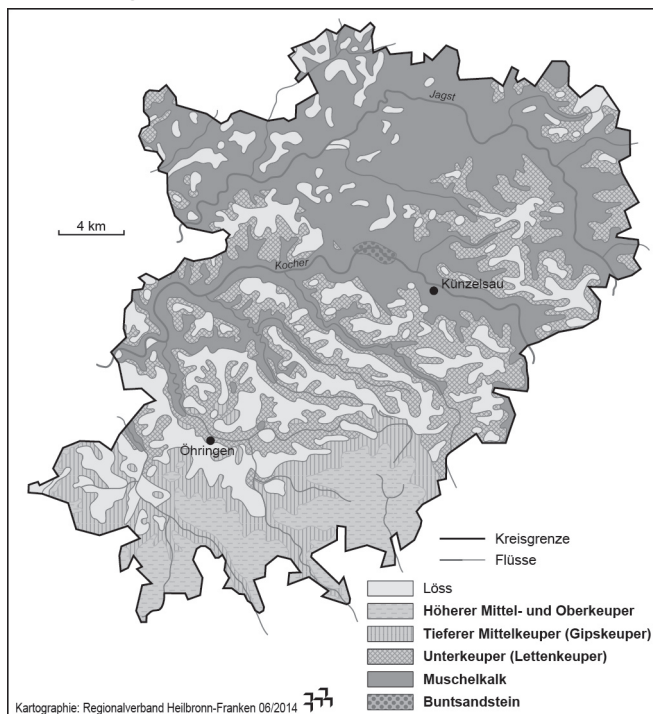 Jagst
4 km
Kocher
Künzelsau
Öhringen
Kreisgrenze
Flüsse
Löss
Höherer Mittel- und Oberkeuper
Tieferer Mittelkeuper (Gipskeuper)
Unterkeuper (Lettenkeuper)
Muschelkalk
Buntsandstein
Kartographie: Regionalverband Heilbronn-Franken 06/2014